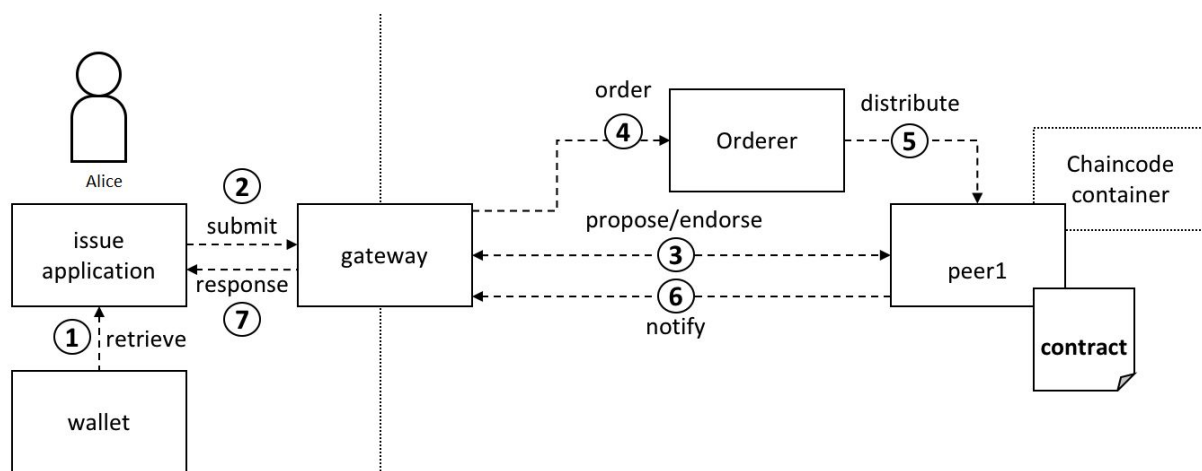 Alice
issue
application
1
retrieve
wallet
2
submit
response
7
gateway
order
4
Orderer
distribute
5
propose/endorse
3
6
notify
peer1
Chaincode
container
contract